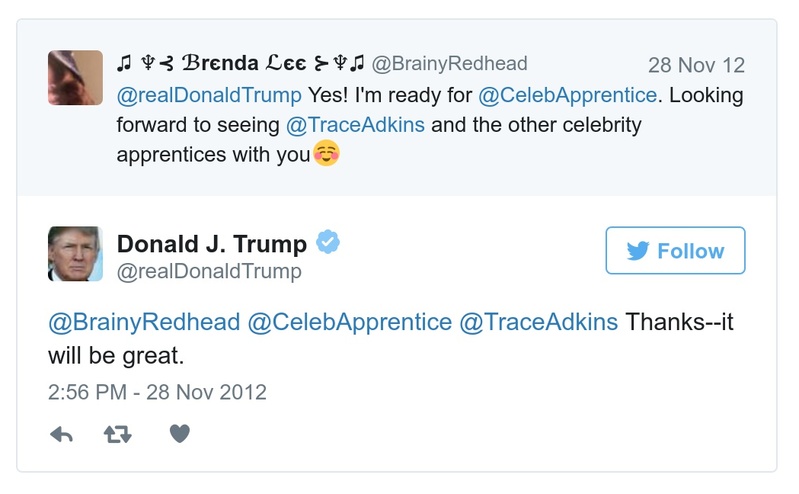 ♫ ♆⊰ ℬrєnda ℒєє ⊱♆♫ @BrainyRedhead 28 Nov 12
@realDonaldTrump Yes! I'm ready for @CelebApprentice. Looking
forward to seeing @TraceAdkins and the other celebrity
apprentices with you☺️
Donald J. Trump
@realDonaldTrump
Follow
@BrainyRedhead @CelebApprentice @TraceAdkins Thanks--it
will be great.
2:56 PM - 28 Nov 2012